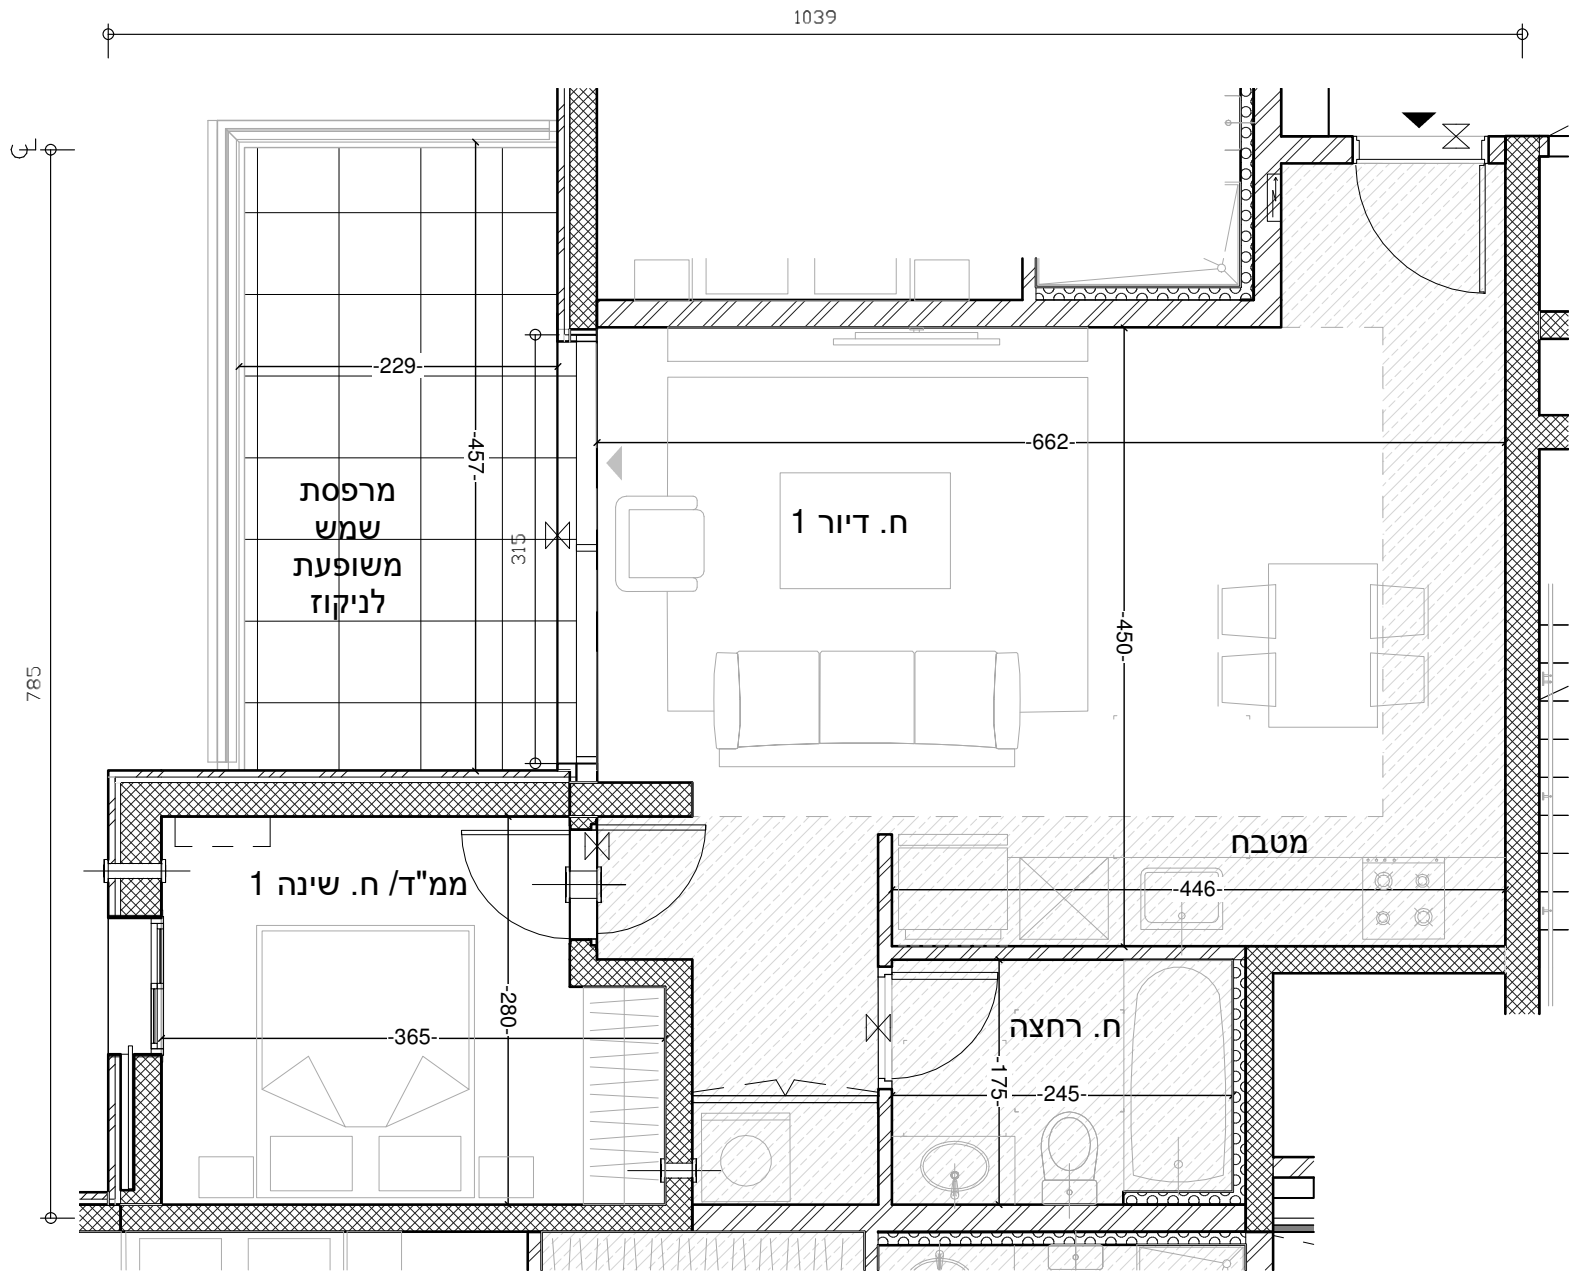 1039
℄
-229-
-457-
-662-
מרפסת
שמש
משופעת
לניקוז
315
ח. דיור 1
-450-
785
מטבח
-446-
ממ"ד/ ח. שינה 1
-280-
-365-
ח. רחצה
-175-
-245-